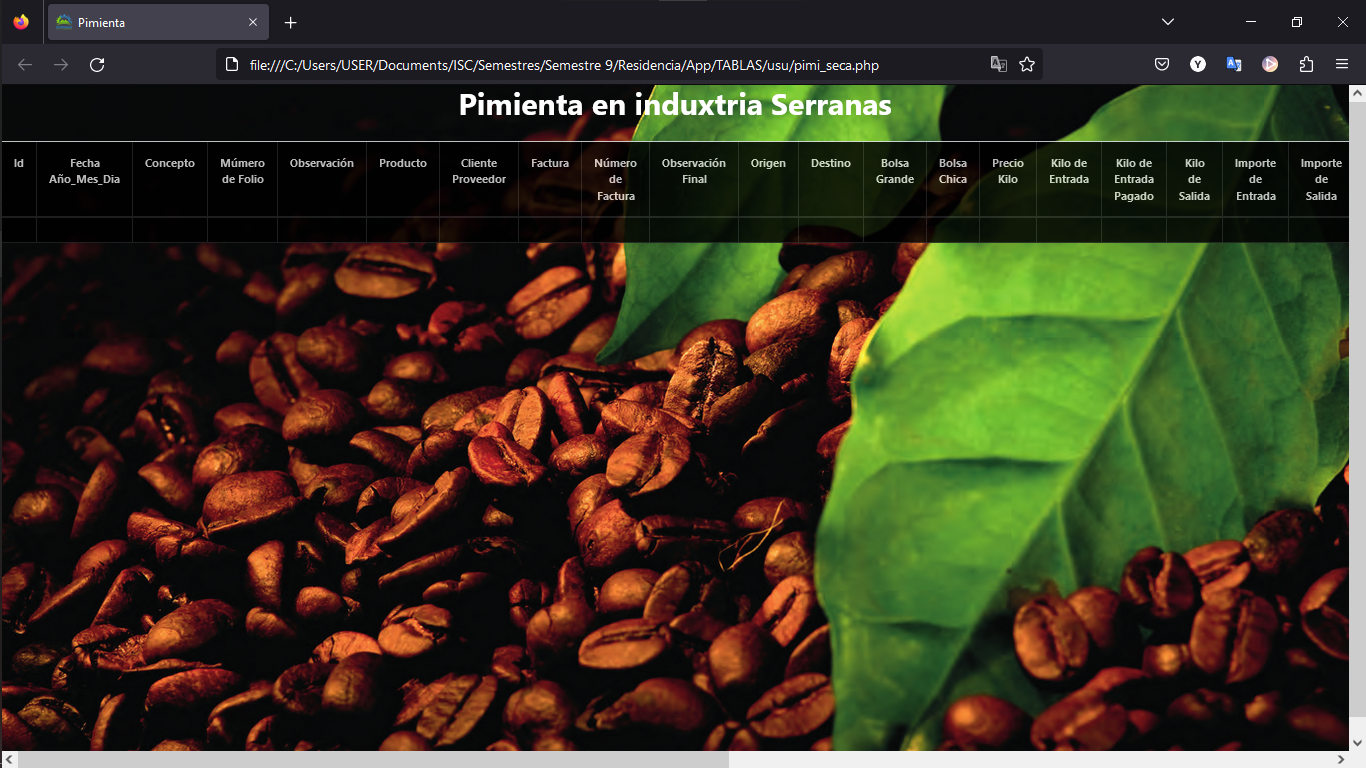 Pimienta
file:///C:/Users/USER/Documents/ISC/Semestres/Semestre 9/Residencia/App/TABLAS/usu/pimi_seca.php
Y
Pimienta en induxtria Serranas
Id
Fecha
Año_Mes_Dia
Concepto
Múmero
de Folio
Observación
Producto
Cliente
Proveedor
Factura
Número
de
Factura
Observación
Final
Origen
Destino
Bolsa
Grande
Bolsa
Chica
Precio
Kilo
Kilo de
Entrada
Kilo de
Entrada
Pagado
Kilo
de
Salida
Importe
de
Entrada
Importe
de
Salida